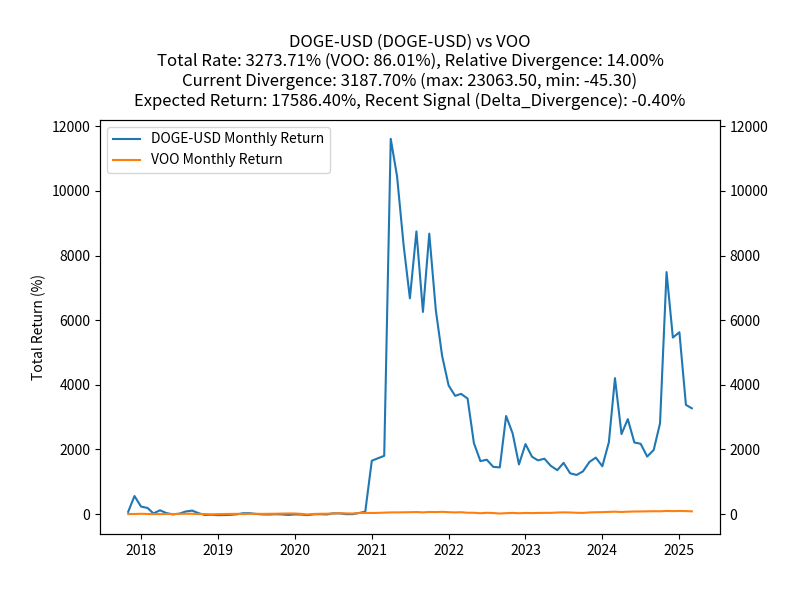 DOGE-USD (DOGE-USD) vs VOO
Total Rate: 3273.71% (VOO: 86.01%), Relative Divergence: 14.00%
Current Divergence: 3187.70% (max: 23063.50, min: -45.30)
Expected Return: 17586.40%, Recent Signal (Delta_Divergence): -0.40%
DOGE-USD Monthly Return
VOO Monthly Return
Total Return (%)
12000
10000
8000
6000
4000
2000
0
12000
10000
8000
6000
4000
2000
0
2018 2019 2020 2021 2022 2023 2024 2025